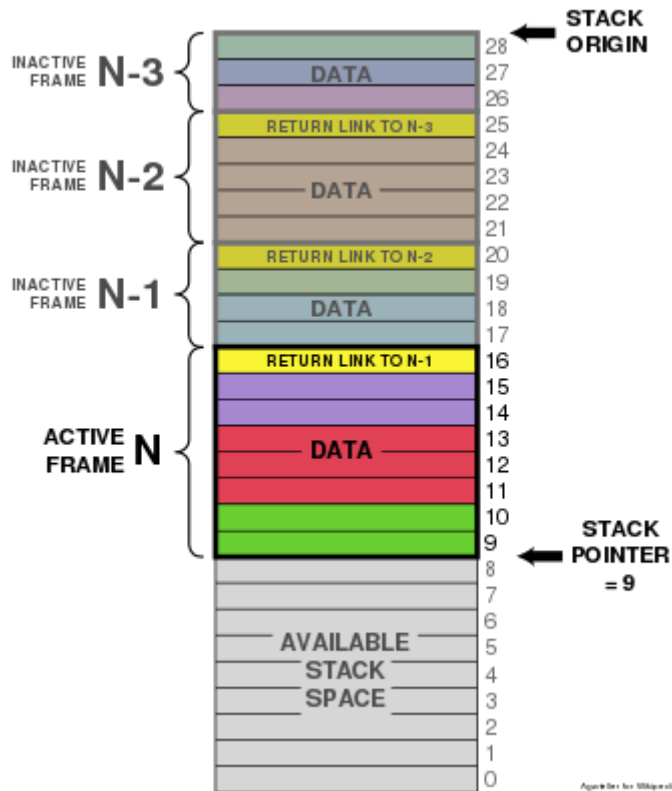 STACK
ORIGIN
INACTIVE
FRAME N-3
DATA
28
27
26
INACTIVE
FRAME N-2
RETURN LINK TO N-3
DATA
25
24
23
22
21
INACTIVE
FRAME N-1
RETURN LINK TO N-2
DATA
20
19
18
17
ACTIVE
FRAME N
RETURN LINK TO N-1
DATA
16
15
14
13
12
11
10
9
STACK
POINTER
= 9
AVAILABLE
STACK
SPACE
8
7
6
5
4
3
2
1
0
for